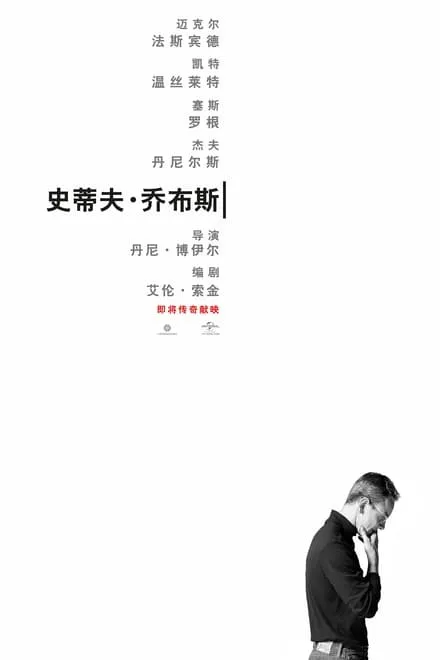 迈克尔
法斯宾德
凯特
温丝莱特
塞斯
罗根
杰夫
丹尼尔斯
史蒂夫·乔布斯
导演
丹尼·博伊尔
编剧
艾伦·索金
即将传奇献映